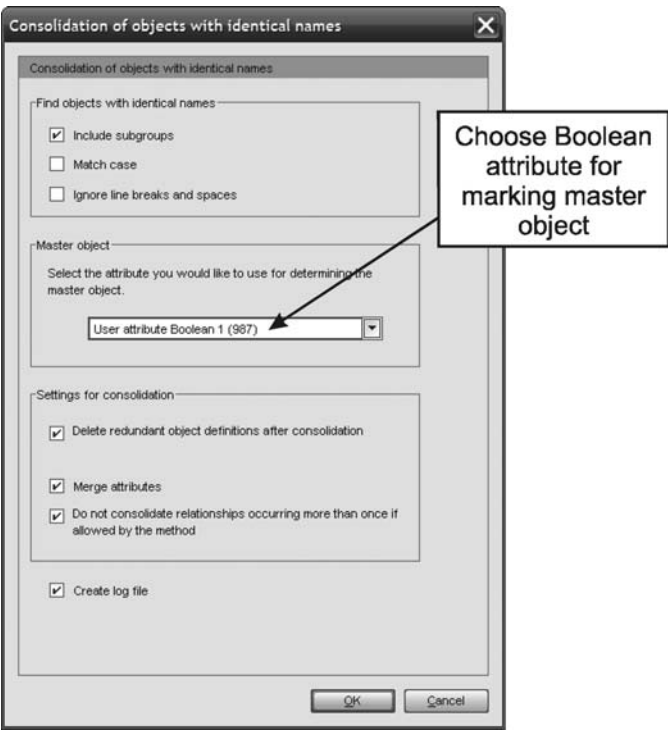 Consolidation of objects with identical names
Consolidation of objects with identical names
Find objects with identical names
Include subgroups
Match case
Ignore line breaks and spaces
Choose Boolean
attribute for
marking master
object
Master object
Select the attribute you would like to use for determining the
master object.
User attribute Boolean 1 (987)
Settings for consolidation
Delete redundant object definitions after consolidation
Merge attributes
Do not consolidate relationships occurring more than once if
allowed by the method
Create log file
OK
Cancel